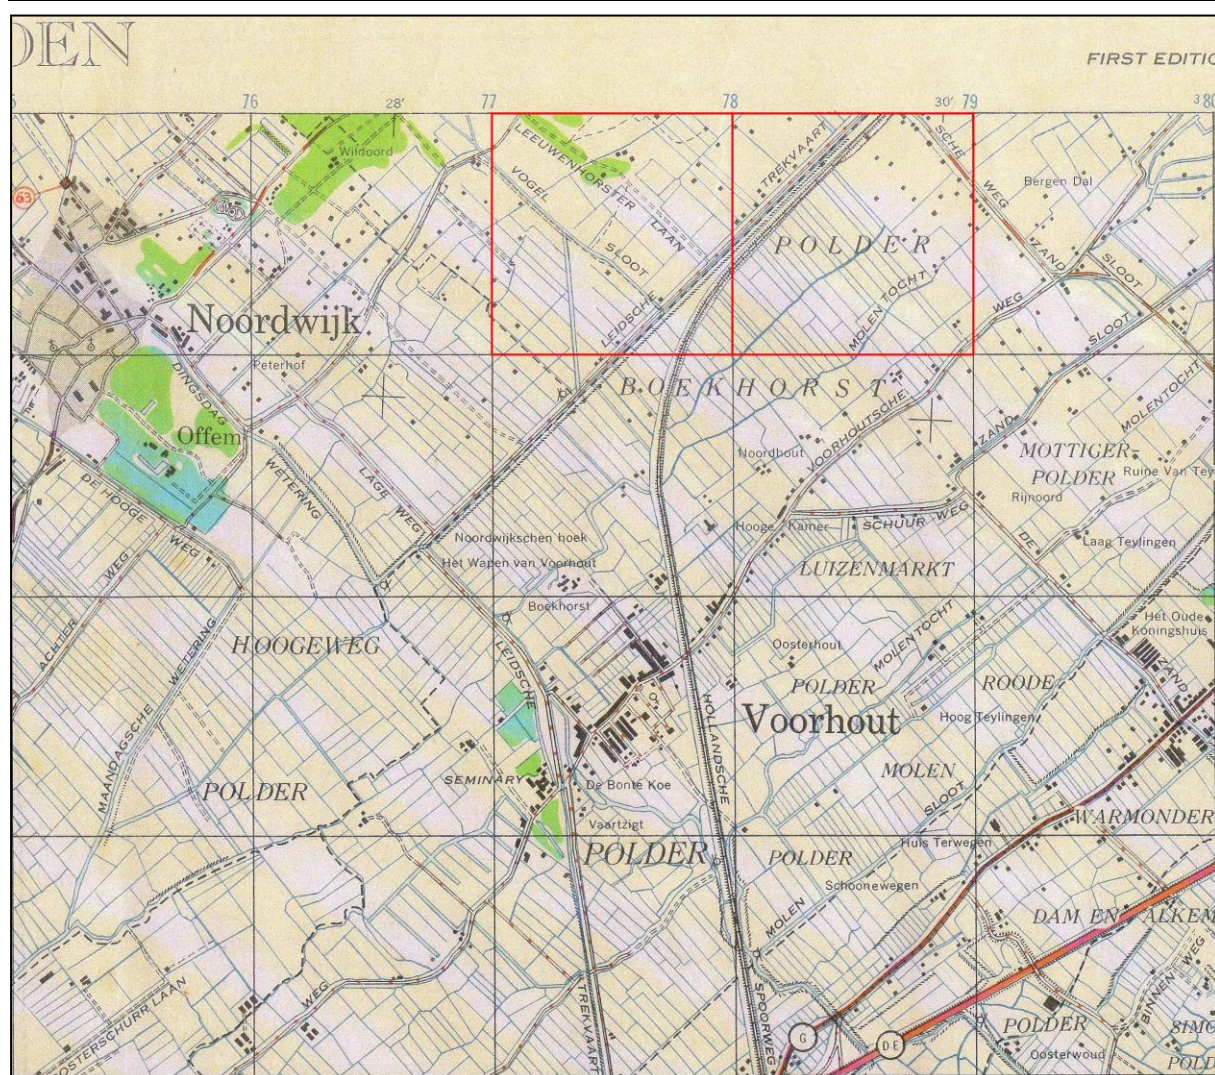 DEN
FIRST EDITIO
76
28'
77
78
30'
79
3
80
63
Wildoord
LEEUWENHORSTER LAAN
VOGEL SLOOT
TREKVAART
SCHE WEG
Bergen Dal
POLDER
ZAND SLOOT
MOLENTOCHT
WEG
Noordwijk
LEIDSCHE
SLOOT
Peterhof
DINGSDAG
BOEKHORST
MOLENTOCHT
Offem
VOORHOUTSCHE
ZAND
WETERING
LAGE WEG
Noordhout
MOTTIGER-
POLDER
Ruine Van Tey
DE HOOGE WEG
Rijnoord
Hooge Kamer
SCHUUR WEG
DE
Noordwijkschen hoek
Laag Teylingen
Het Wapen van Voorhout
LUIZENMARKT
ACHTER WEG
Boekhorst
Het Oude
Koningshuis
HOOGEWEG
WETERING
LEIDSCHE
Oosterhout
MOLENTOCHT
ZAND
POLDER
ROODE
Voorhout
Hoog Teylingen
HOLLANDSCHE
MAANDAGSCHE
SEMINARY
De Bonte Koe
MOLEN
POLDER
SLOOT
Vaartzigt
WARMONDER
POLDER
POLDER
Huis Terwegen
Schoonewegen
MOLEN
DAM EN ALKEM
BINNEN WEG
WEG
OOSTERSCHURR LAAN
TREKVAART
SPOORWEG
G
DE
POLDER
SIMO
Oosterwoud
POLD